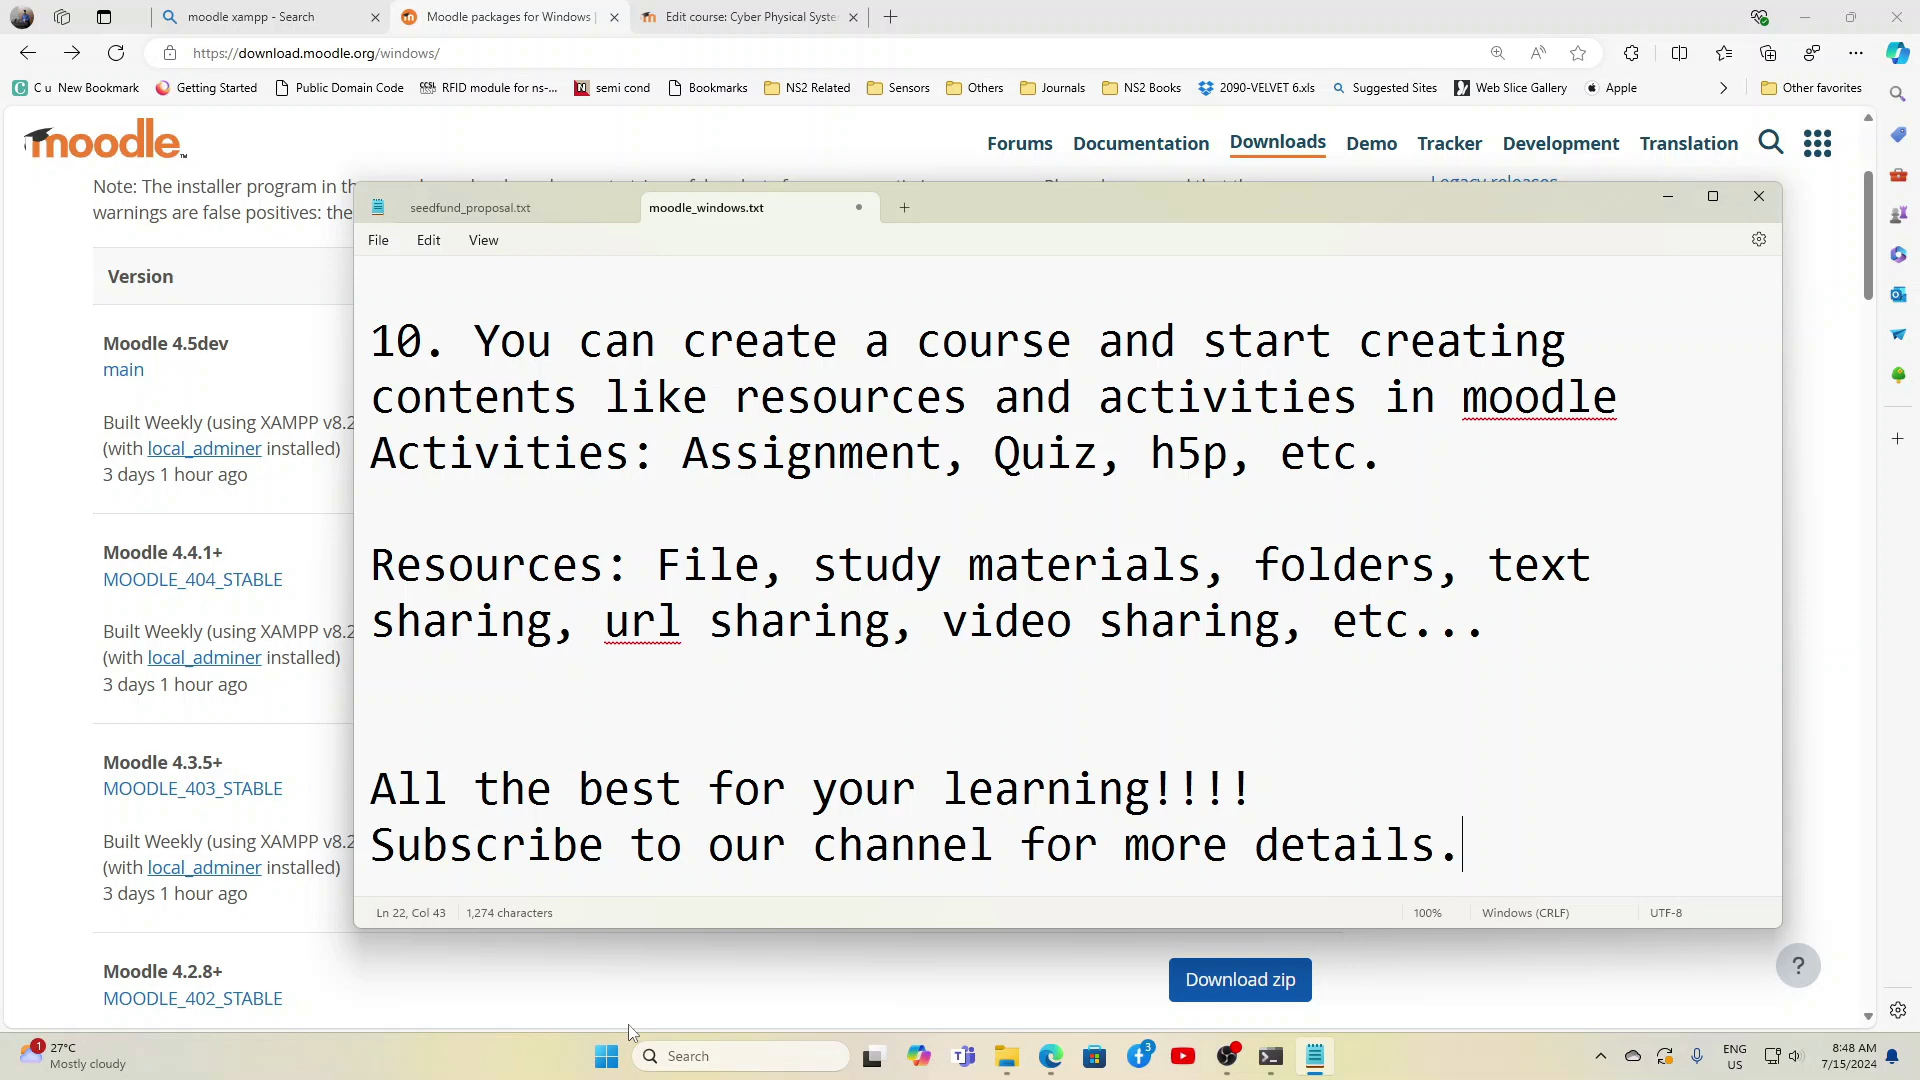 moodle xampp - Search
Moodle packages for Windows |
Edit course: Cyber Physical Syste
https://download.moodle.org/windows/
C u New Bookmark
Getting Started
Public Domain Code
RFID module for ns-...
semi cond
Bookmarks
NS2 Related
Sensors
Others
Journals
NS2 Books
2090-VELVET 6.xls
Suggested Sites
Web Slice Gallery
Apple
Other favorites
moodle
Forums
Documentation
Downloads
Demo
Tracker
Development
Translation
Note: The installer program in th
warnings are false positives: the
Version
Moodle 4.5dev
main
Built Weekly (using XAMPP v8.2
(with local_adminer installed)
3 days 1 hour ago
Moodle 4.4.1+
MOODLE_404_STABLE
Built Weekly (using XAMPP v8.2
(with local_adminer installed)
3 days 1 hour ago
Moodle 4.3.5+
MOODLE_403_STABLE
Built Weekly (using XAMPP v8.2
(with local_adminer installed)
3 days 1 hour ago
Moodle 4.2.8+
MOODLE_402_STABLE
seedfund_proposal.txt
moodle_windows.txt
File Edit View
10. You can create a course and start creating
contents like resources and activities in moodle
Activities: Assignment, Quiz, h5p, etc.
Resources: File, study materials, folders, text
sharing, url sharing, video sharing, etc...
All the best for your learning!!!!
Subscribe to our channel for more details.
Ln 22, Col 43
1,274 characters
100%
Windows (CRLF)
UTF-8
Download zip
?
1
27°C
Mostly cloudy
Search
3
ENG
US
8:48 AM
7/15/2024